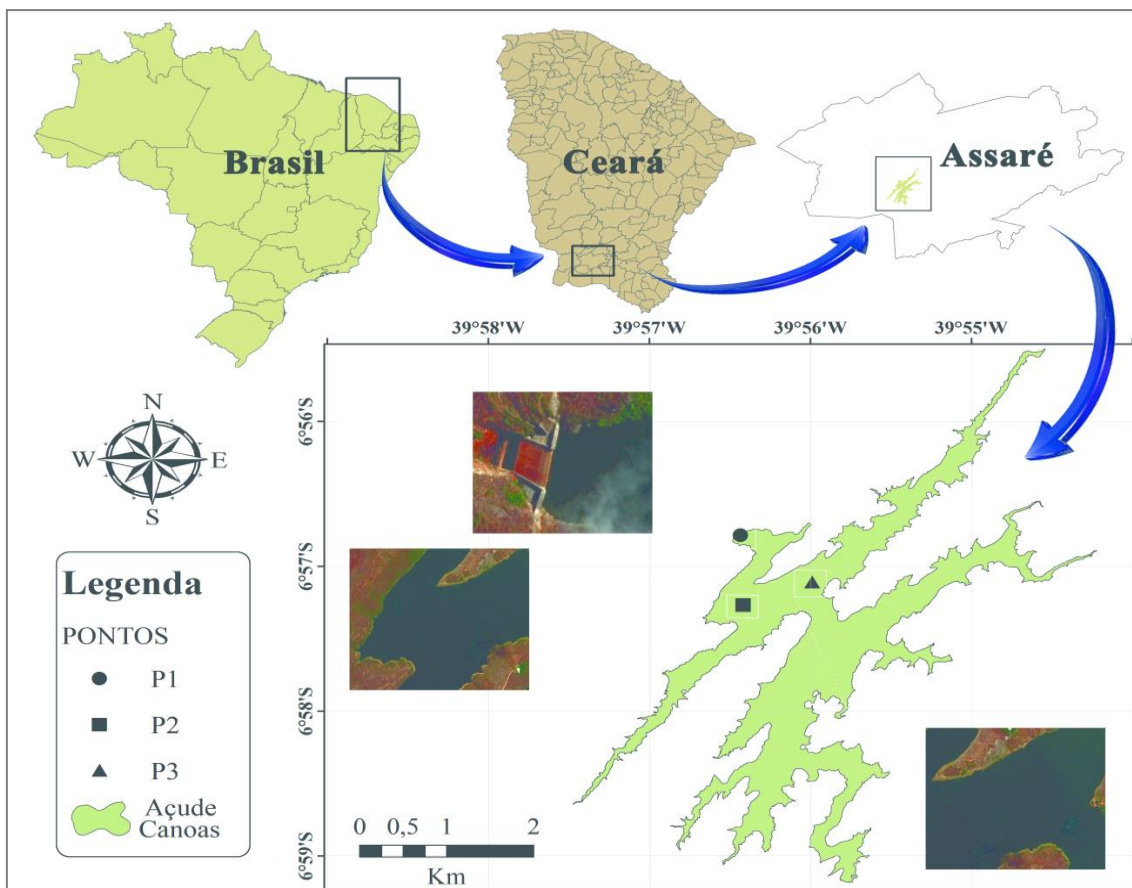 Brasil
Ceará
Assaré
39°58'W 39°57'W 39°56'W 39°55'W
6°56'S
6°57'S
6°58'S
6°59'S
N
W E
S
Legenda
PONTOS
P1
P2
P3
Açude
Canoas
0 0,5 1 2
Km